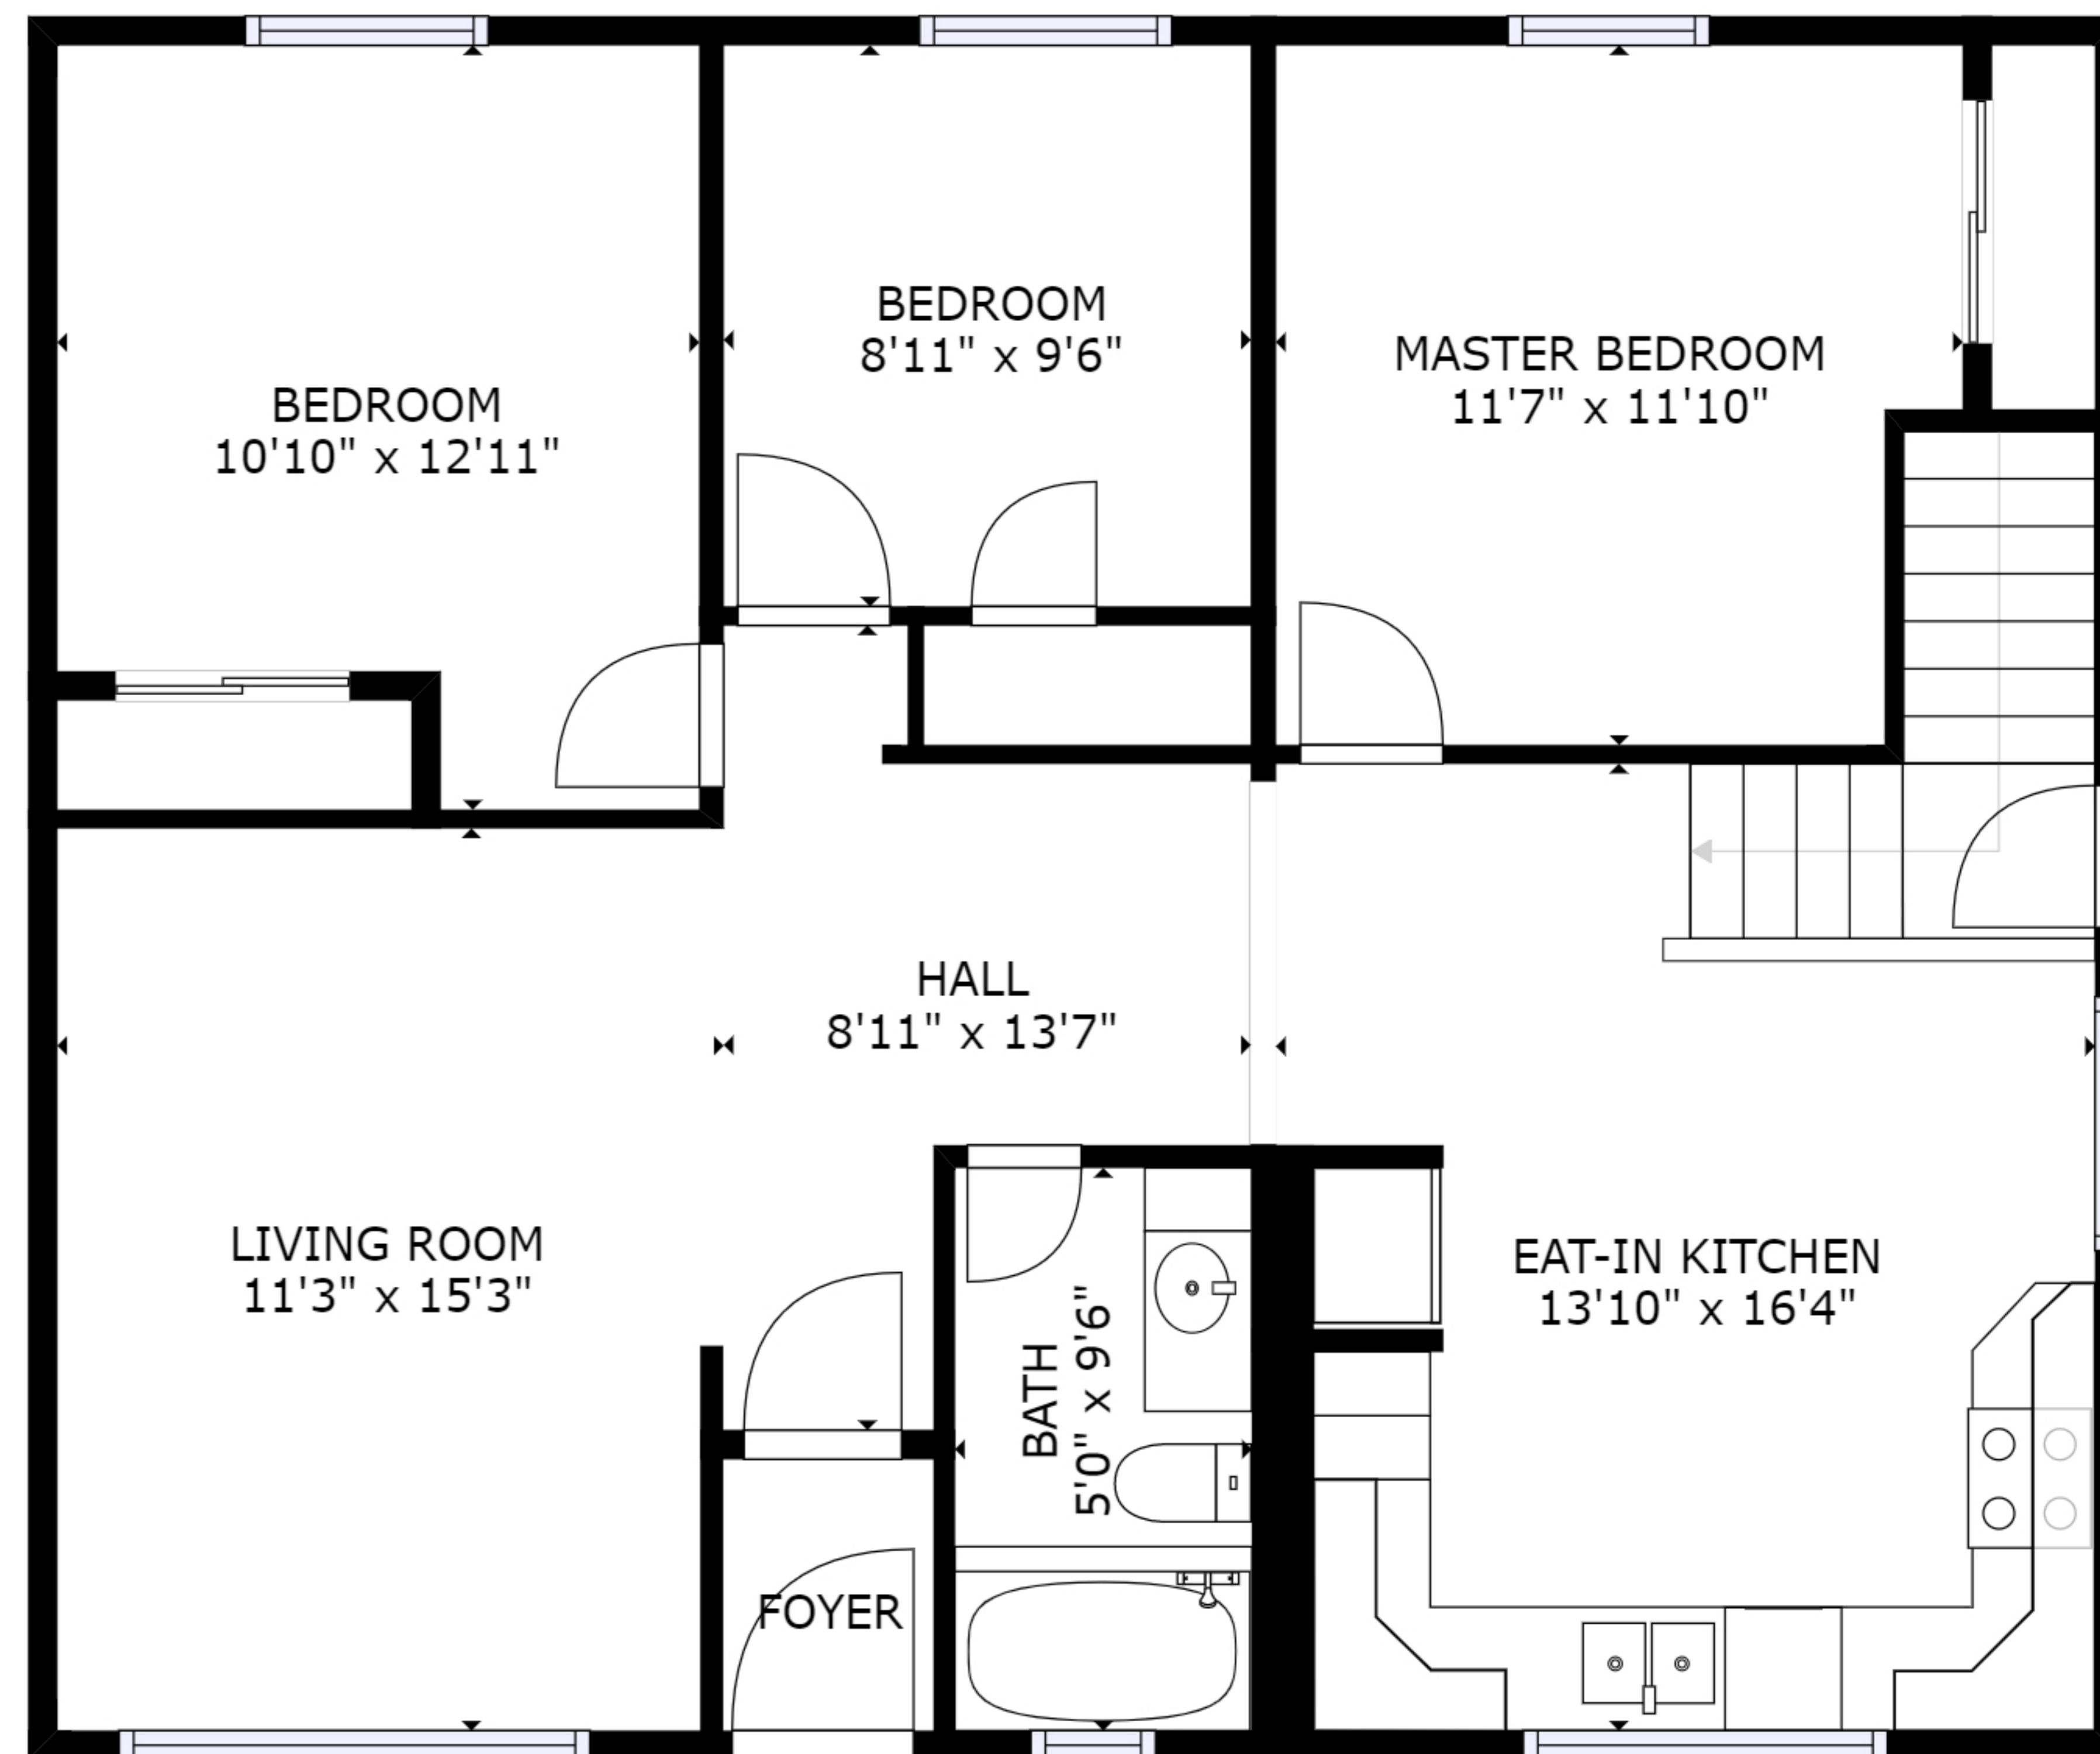 BEDROOM
10'10" x 12'11"
BEDROOM
8'11" x 9'6"
MASTER BEDROOM
11'7" x 11'10"
HALL
8'11" x 13'7"
LIVING ROOM
11'3" x 15'3"
BATH
5'0" x 9'6"
EAT-IN KITCHEN
13'10" x 16'4"
FOYER